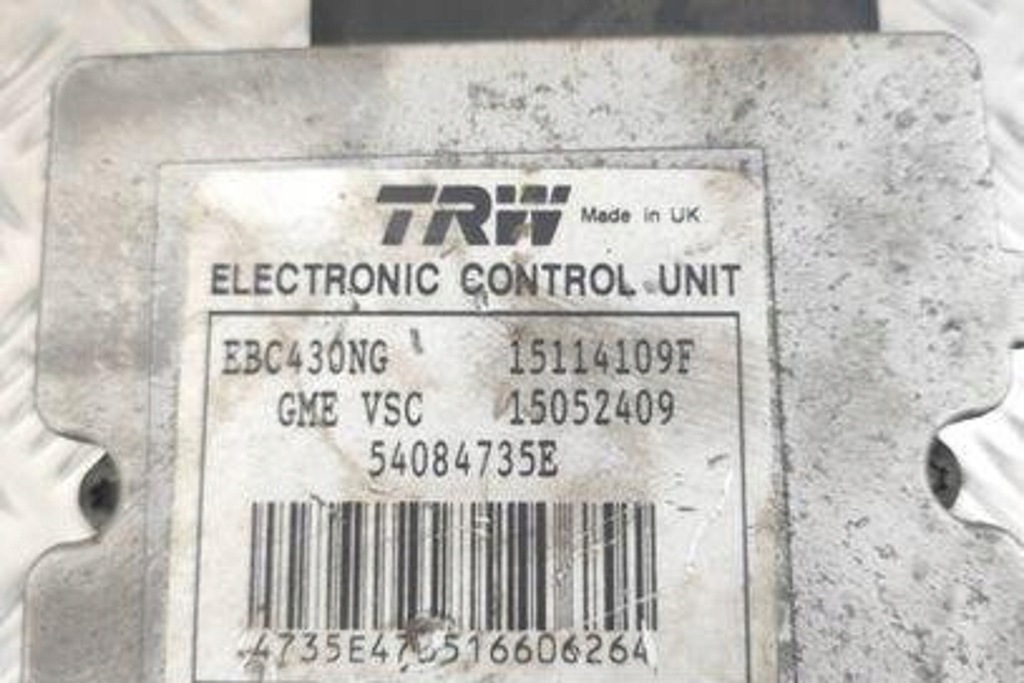 TRW Made in UK
ELECTRONIC CONTROL UNIT
EBC430NG 15114109F
GME VSC 15052409
54084735E